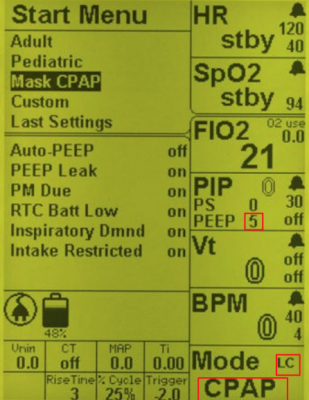 Start Menu
Adult
Pediatric
Mask CPAP
Custom
Last Settings
Auto-PEEP off
PEEP Leak on
PM Due on
RTC Batt Low on
Inspiratory Dmnd on
Intake Restricted on
48%
Vmin CT MAP Ti
0.0 off 0.0 0.00
RiseTime % Cycle Trigger
3 25% -2.0
HR
stby 120
40
SpO2
stby 94
FIO2 O2 use
0.0
21
PIP 0
PS 0 30
PEEP 5 off
Vt off
0 off
BPM
0 40
4
Mode LC
CPAP